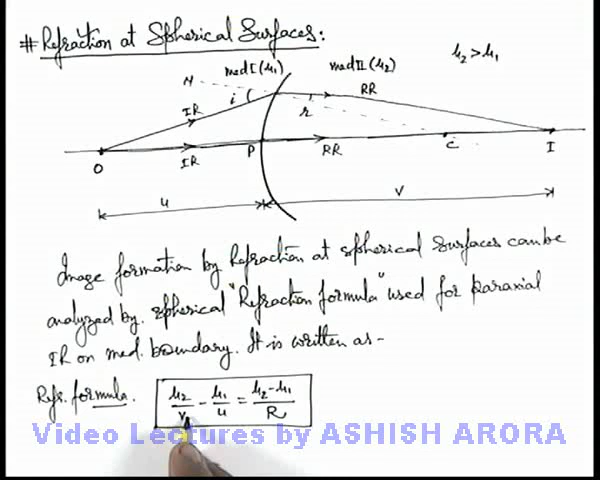 # Refraction at Spherical Surfaces:
μ₂ > μ₁
N med I (μ₁) med II (μ₂)
i IR r RR
O IR P RR C I
u v
Image formation by Refraction at Spherical Surfaces can be
analyzed by. Spherical "Refraction formula" used for paraxial
IR on med. boundary. It is written as -
Refr. formula. μ₂/v - μ₁/u = μ₂-μ₁/R
Video Lectures by ASHISH ARORA